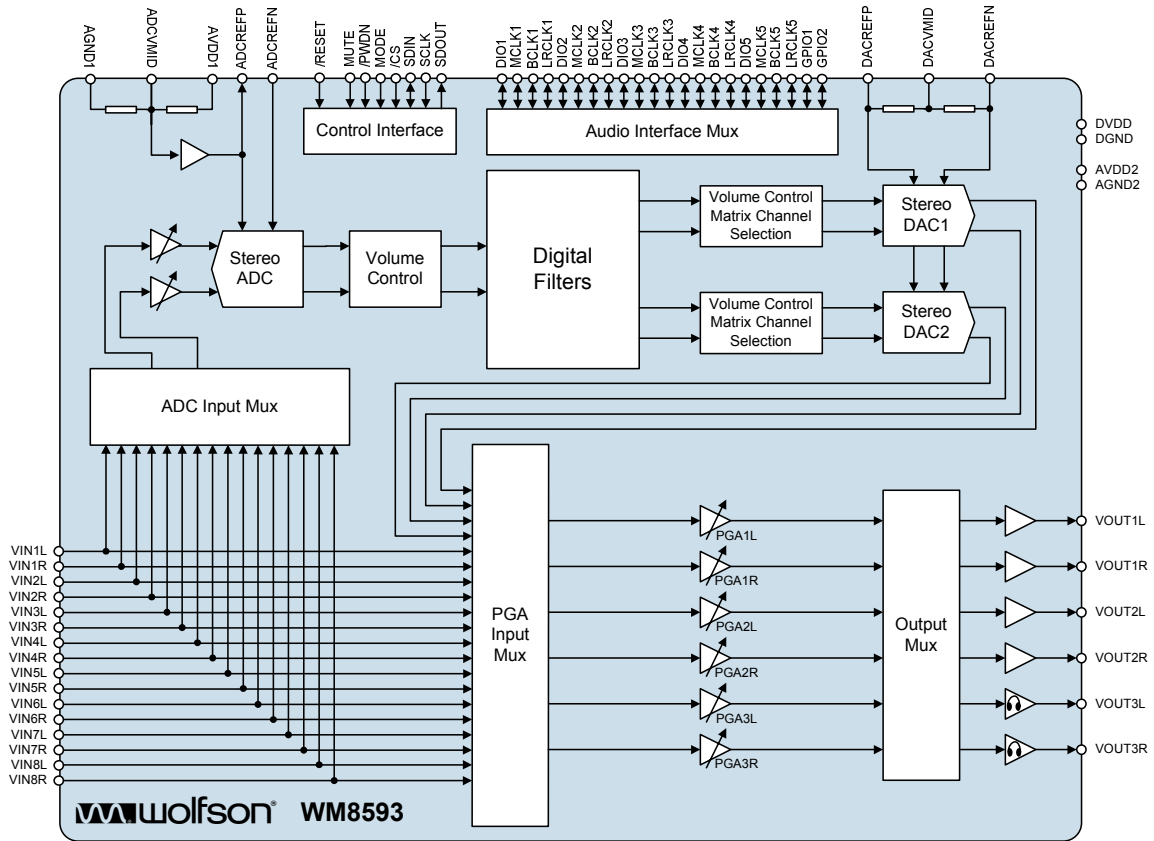 AGND1
ADCVMID
AVDD1
ADCREFP
ADCREFN
/RESET
MUTE
/PWDN
MODE
/CS
SDIN
SCLK
SDOUT
DIO1
MCLK1
BCLK1
LRCLK1
DIO2
MCLK2
BCLK2
LRCLK2
DIO3
MCLK3
BCLK3
LRCLK3
DIO4
MCLK4
BCLK4
LRCLK4
DIO5
MCLK5
BCLK5
LRCLK5
GPIO1
GPIO2
DACREFP
DACVMID
DACREFN
Control Interface
Audio Interface Mux
DVDD
DGND
AVDD2
AGND2
Stereo
ADC
Volume
Control
Digital
Filters
Volume Control
Matrix Channel
Selection
Stereo
DAC1
Volume Control
Matrix Channel
Selection
Stereo
DAC2
ADC Input Mux
VIN1L
VIN1R
VIN2L
VIN2R
VIN3L
VIN3R
VIN4L
VIN4R
VIN5L
VIN5R
VIN6L
VIN6R
VIN7L
VIN7R
VIN8L
VIN8R
PGA
Input
Mux
PGA1L
PGA1R
PGA2L
PGA2R
PGA3L
PGA3R
Output
Mux
VOUT1L
VOUT1R
VOUT2L
VOUT2R
VOUT3L
VOUT3R
wolfson® WM8593